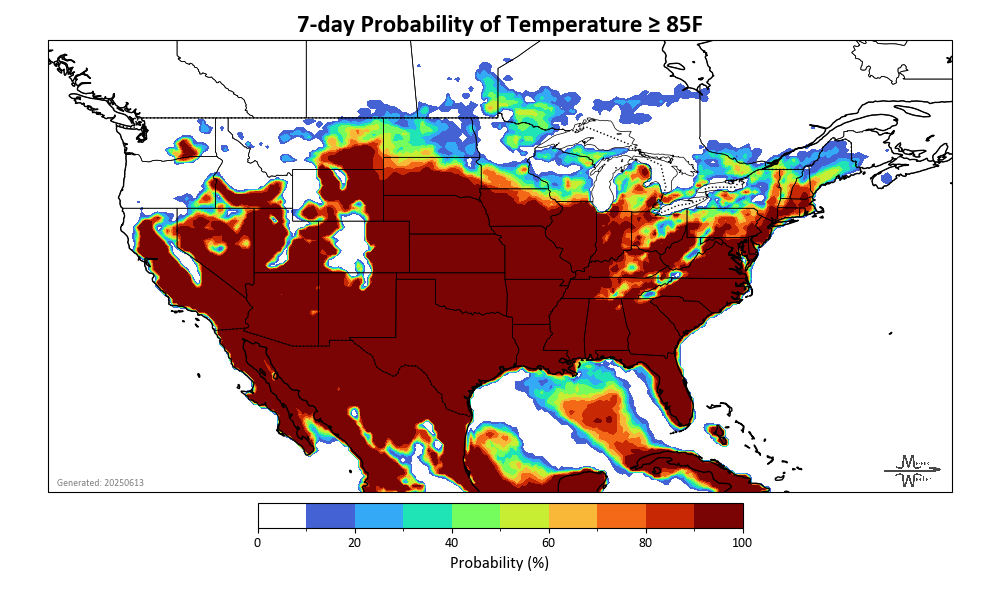 7-day Probability of Temperature ≥ 85F
Generated: 20250613
0 20 40 60 80 100
Probability (%)